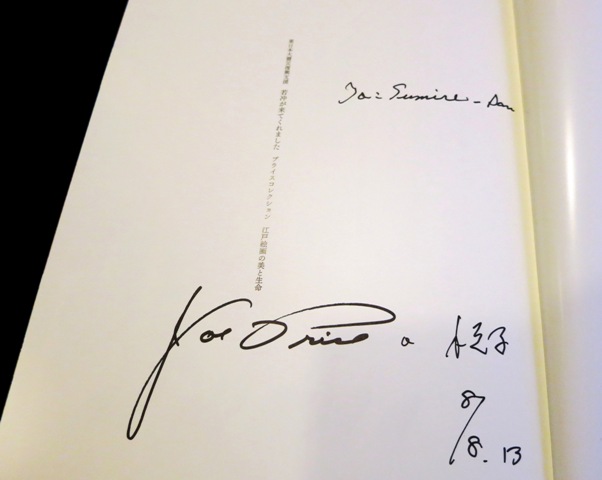 To: Sumire-San
東日本大震災復興支援 若冲が来てくれました プライスコレクション 江戸絵画の美と生命
Joe Price a 悦子
8/8.13